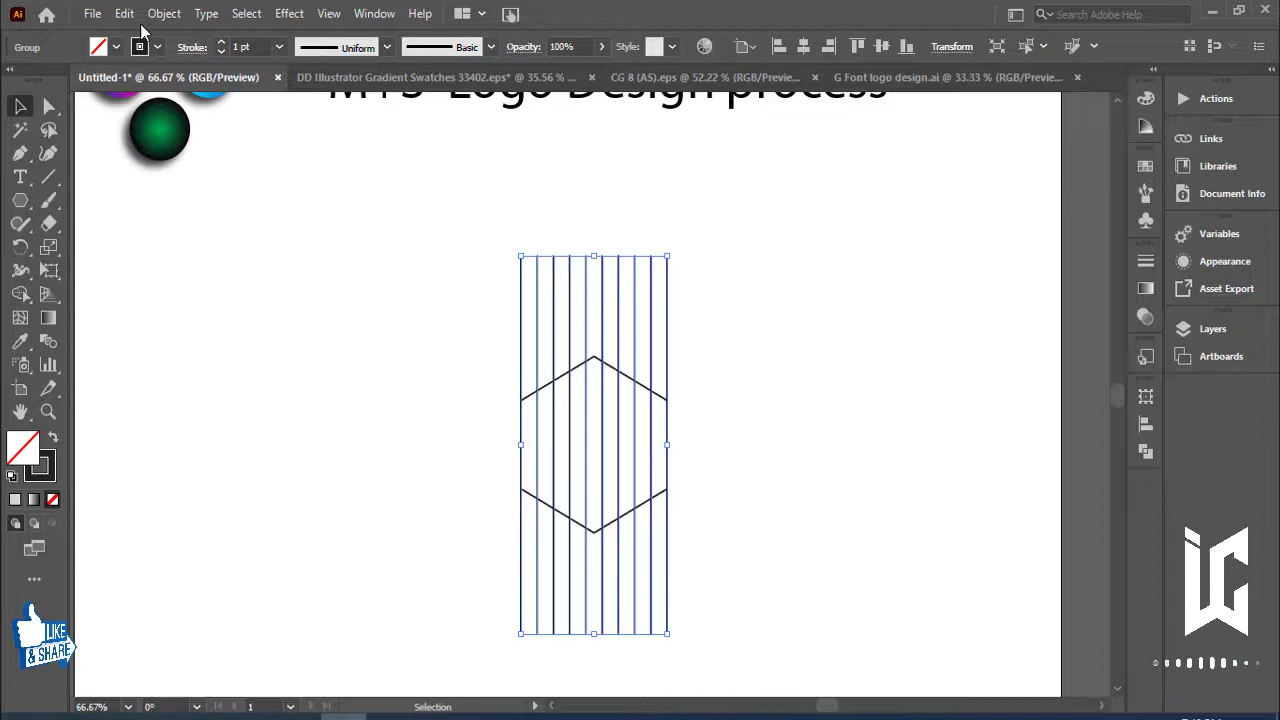 Ai File Edit Object Type Select Effect View Window Help Search Adobe Help
Group Stroke: 1 pt Uniform Basic Opacity: 100% Style: Transform
Untitled-1* @ 66.67 % (RGB/Preview) × DD Illustrator Gradient Swatches 33402.eps* @ 35.56 % ... × CG 8 (AS).eps @ 52.22 % (RGB/Previe... × G Font logo design.ai @ 33.33 % (RGB/Previe... ×
Logo Design process
Actions
Links
Libraries
Document Info
Variables
Appearance
Asset Export
Layers
Artboards
LIKE
& SHARE
66.67% 0° 1 Selection